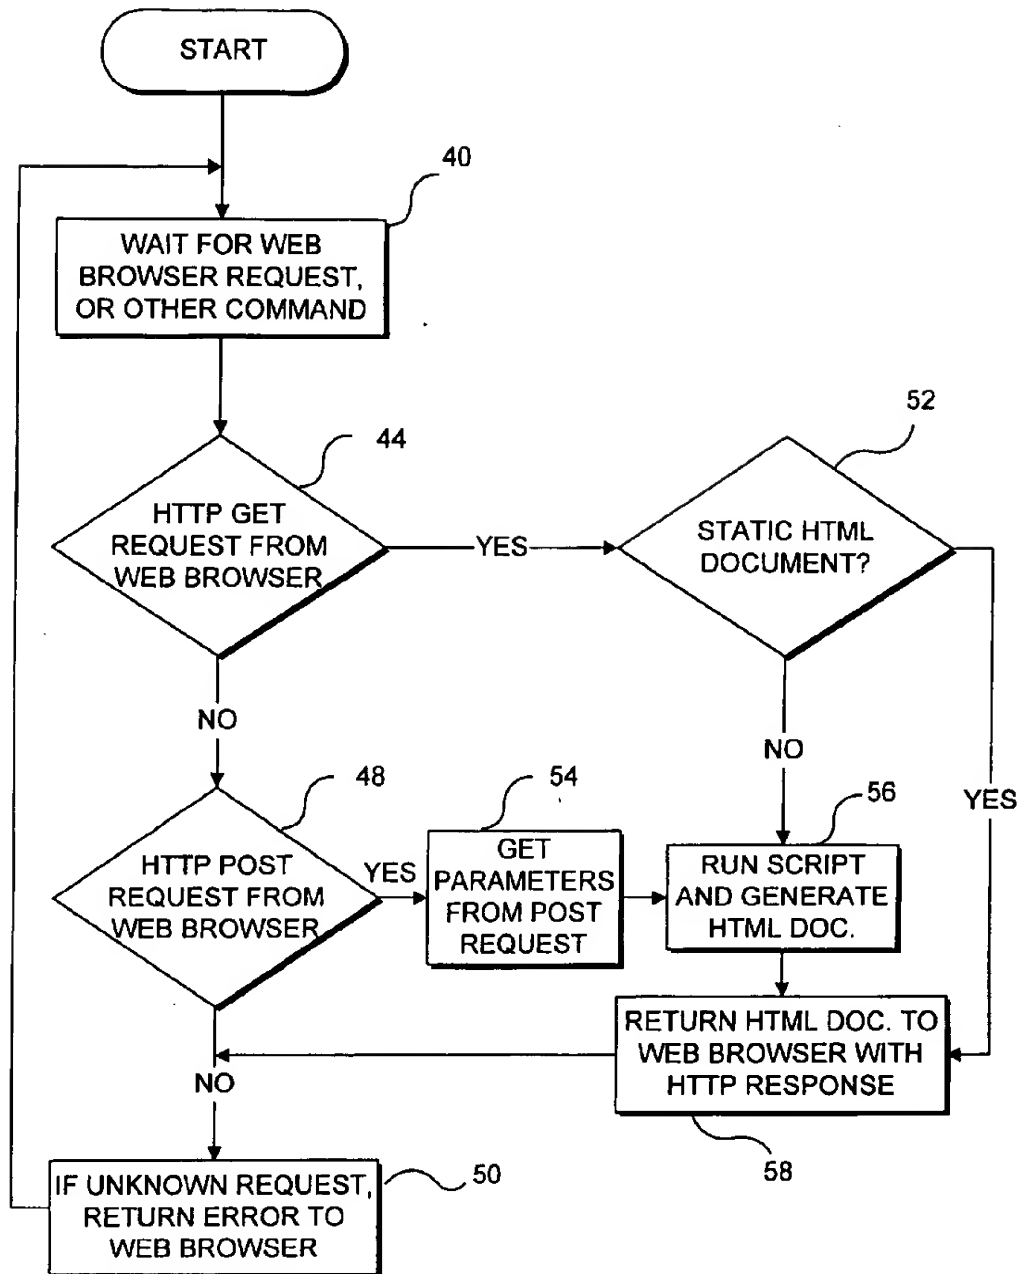 START
40
WAIT FOR WEB
BROWSER REQUEST,
OR OTHER COMMAND
44
HTTP GET
REQUEST FROM
WEB BROWSER
YES
52
STATIC HTML
DOCUMENT?
NO
NO
YES
48
HTTP POST
REQUEST FROM
WEB BROWSER
YES
54
GET
PARAMETERS
FROM POST
REQUEST
56
RUN SCRIPT
AND GENERATE
HTML DOC.
RETURN HTML DOC. TO
WEB BROWSER WITH
HTTP RESPONSE
58
NO
IF UNKNOWN REQUEST,
RETURN ERROR TO
WEB BROWSER
50